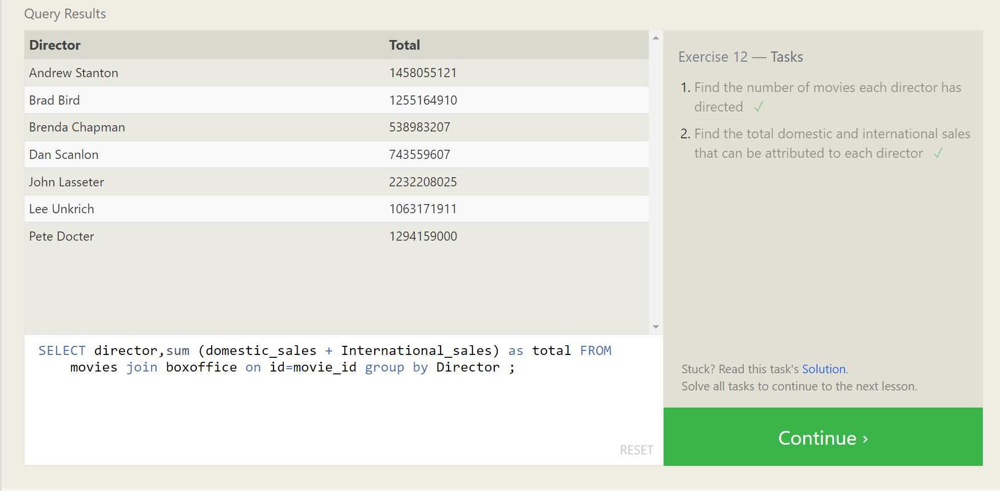 Query Results
Director Total
Andrew Stanton 1458055121
Brad Bird 1255164910
Brenda Chapman 538983207
Dan Scanlon 743559607
John Lasseter 2232208025
Lee Unkrich 1063171911
Pete Docter 1294159000
SELECT director,sum (domestic_sales + International_sales) as total FROM
movies join boxoffice on id=movie_id group by Director ;
RESET
Exercise 12 — Tasks
1. Find the number of movies each director has
directed ✓
2. Find the total domestic and international sales
that can be attributed to each director ✓
Stuck? Read this task's Solution.
Solve all tasks to continue to the next lesson.
Continue ›